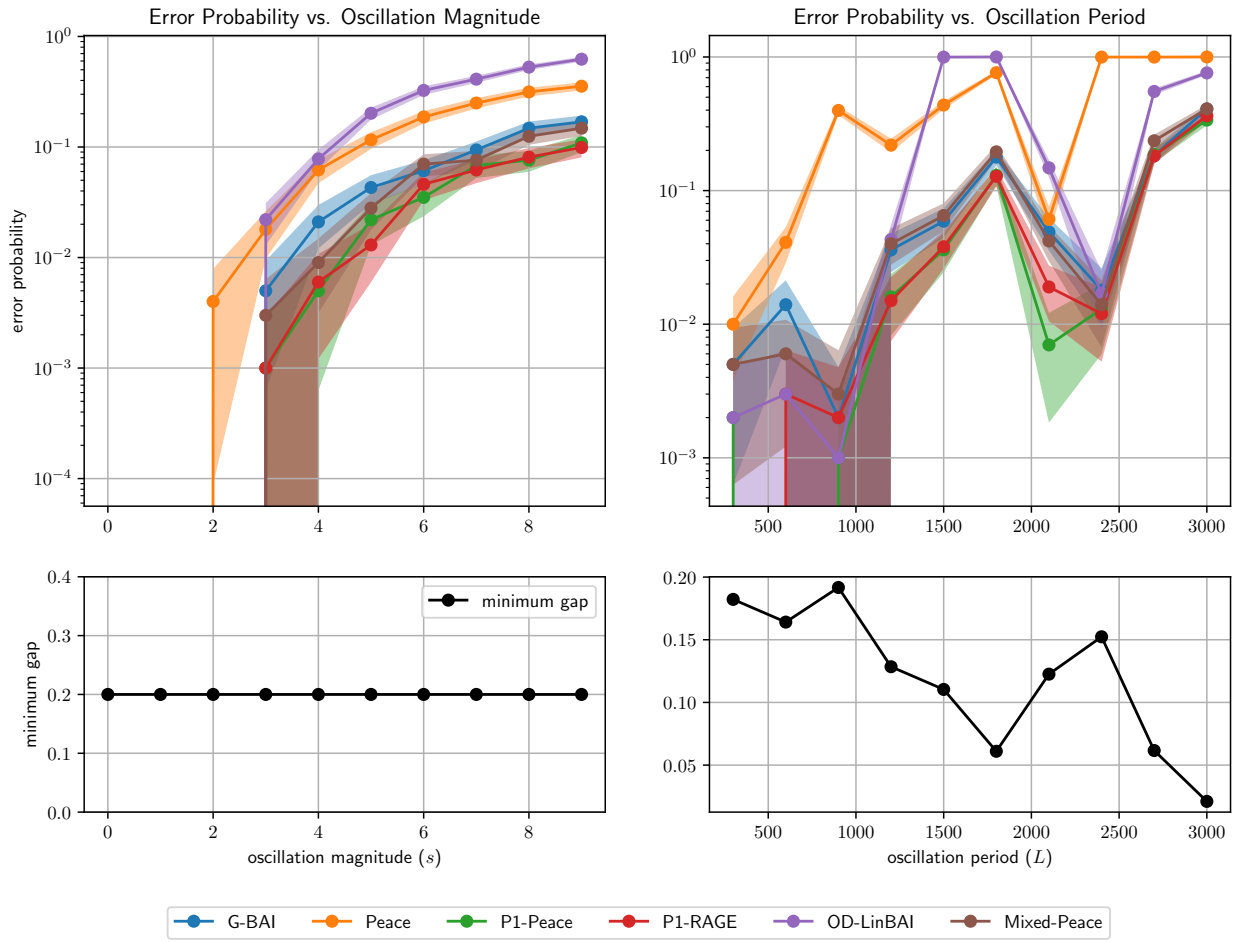 Error Probability vs. Oscillation Magnitude
Error Probability vs. Oscillation Period
error probability
10⁰
10⁻¹
10⁻²
10⁻³
10⁻⁴
0 2 4 6 8
10⁰
10⁻¹
10⁻²
10⁻³
500 1000 1500 2000 2500 3000
minimum gap
0.4
0.3
0.2
0.1
0.0
minimum gap
0 2 4 6 8
oscillation magnitude (s)
0.20
0.15
0.10
0.05
500 1000 1500 2000 2500 3000
oscillation period (L)
G-BAI Peace P1-Peace P1-RAGE OD-LinBAI Mixed-Peace